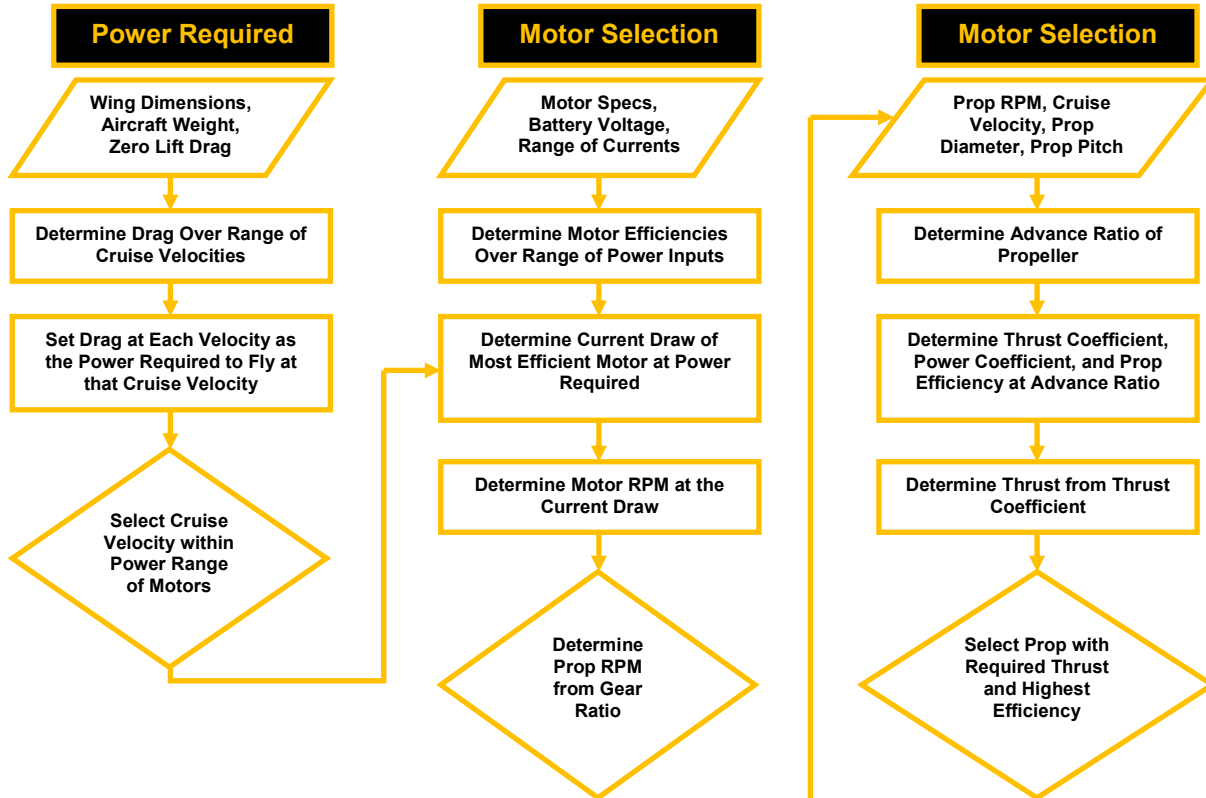 Power Required
Wing Dimensions,
Aircraft Weight,
Zero Lift Drag
Determine Drag Over Range of
Cruise Velocities
Set Drag at Each Velocity as
the Power Required to Fly at
that Cruise Velocity
Select Cruise
Velocity within
Power Range
of Motors
Motor Selection
Motor Specs,
Battery Voltage,
Range of Currents
Determine Motor Efficiencies
Over Range of Power Inputs
Determine Current Draw of
Most Efficient Motor at Power
Required
Determine Motor RPM at the
Current Draw
Determine
Prop RPM
from Gear
Ratio
Motor Selection
Prop RPM, Cruise
Velocity, Prop
Diameter, Prop Pitch
Determine Advance Ratio of
Propeller
Determine Thrust Coefficient,
Power Coefficient, and Prop
Efficiency at Advance Ratio
Determine Thrust from Thrust
Coefficient
Select Prop with
Required Thrust
and Highest
Efficiency